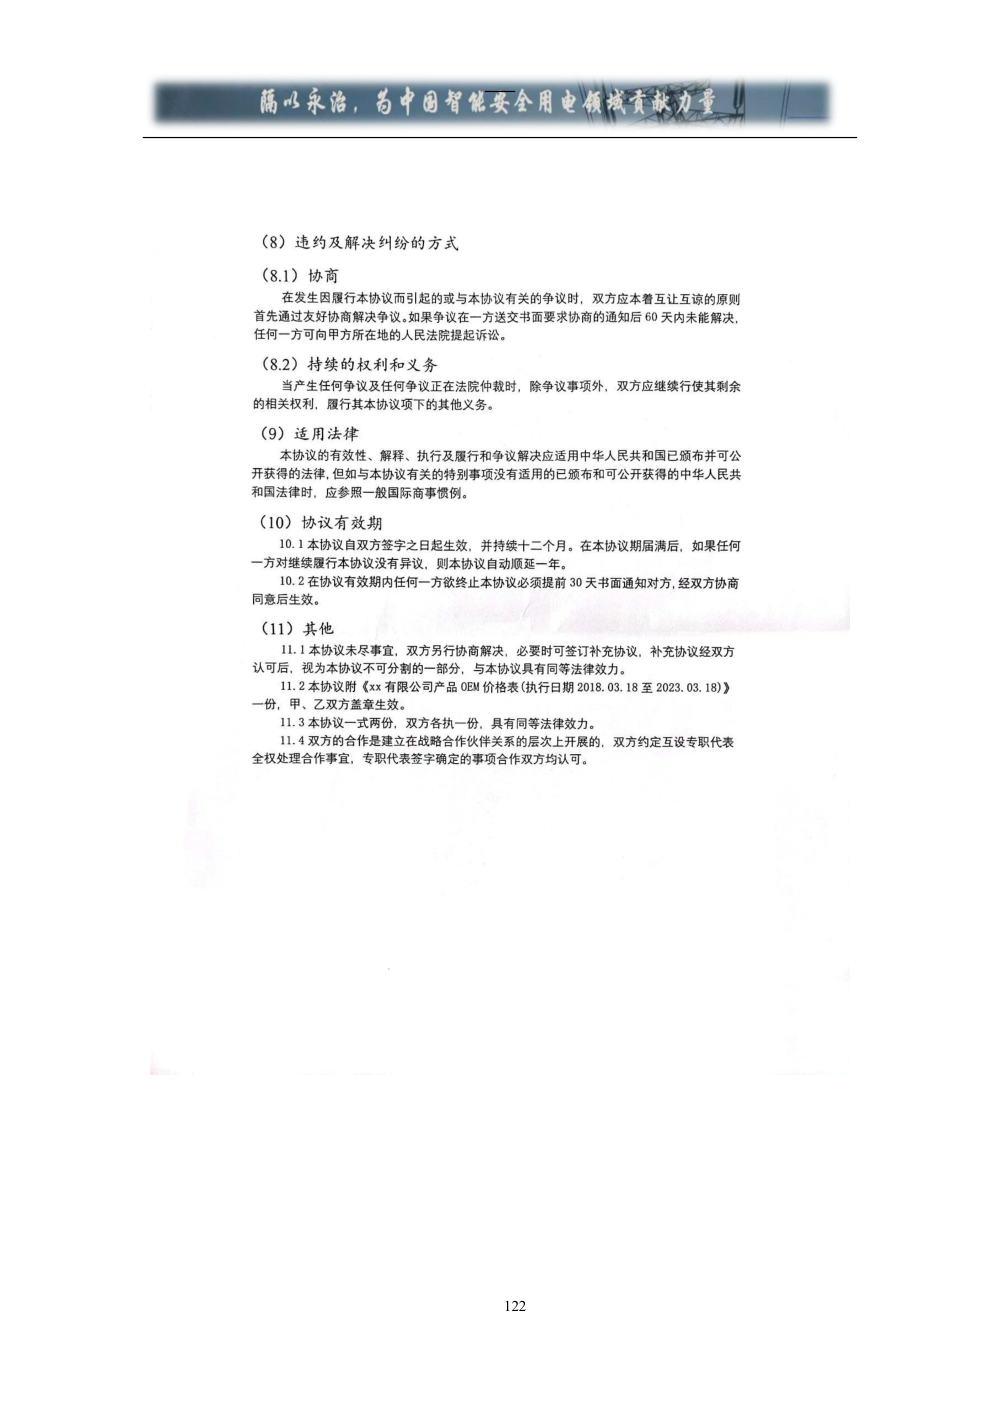 隔以永治，为中国智能安全用电领域贡献力量
（8）违约及解决纠纷的方式
（8.1）协商
在发生因履行本协议而引起的或与本协议有关的争议时，双方应本着互让互谅的原则
首先通过友好协商解决争议。如果争议在一方送交书面要求协商的通知后 60 天内未能解决，
任何一方可向甲方所在地的人民法院提起诉讼。
（8.2）持续的权利和义务
当产生任何争议及任何争议正在法院仲裁时，除争议事项外，双方应继续行使其剩余
的相关权利，履行其本协议项下的其他义务。
（9）适用法律
本协议的有效性、解释、执行及履行和争议解决应适用中华人民共和国已颁布并可公
开获得的法律，但如与本协议有关的特别事项没有适用的已颁布和可公开获得的中华人民共
和国法律时，应参照一般国际商事惯例。
（10）协议有效期
10.1 本协议自双方签字之日起生效，并持续十二个月。在本协议期届满后，如果任何
一方对继续履行本协议没有异议，则本协议自动顺延一年。
10.2 在协议有效期内任何一方欲终止本协议必须提前 30 天书面通知对方，经双方协商
同意后生效。
（11）其他
11.1 本协议未尽事宜，双方另行协商解决，必要时可签订补充协议，补充协议经双方
认可后，视为本协议不可分割的一部分，与本协议具有同等法律效力。
11.2 本协议附《xx 有限公司产品 OEM 价格表(执行日期 2018.03.18 至 2023.03.18)》
一份，甲、乙双方盖章生效。
11.3 本协议一式两份，双方各执一份，具有同等法律效力。
11.4 双方的合作是建立在战略合作伙伴关系的层次上开展的，双方约定互设专职代表
全权处理合作事宜，专职代表签字确定的事项合作双方均认可。
122